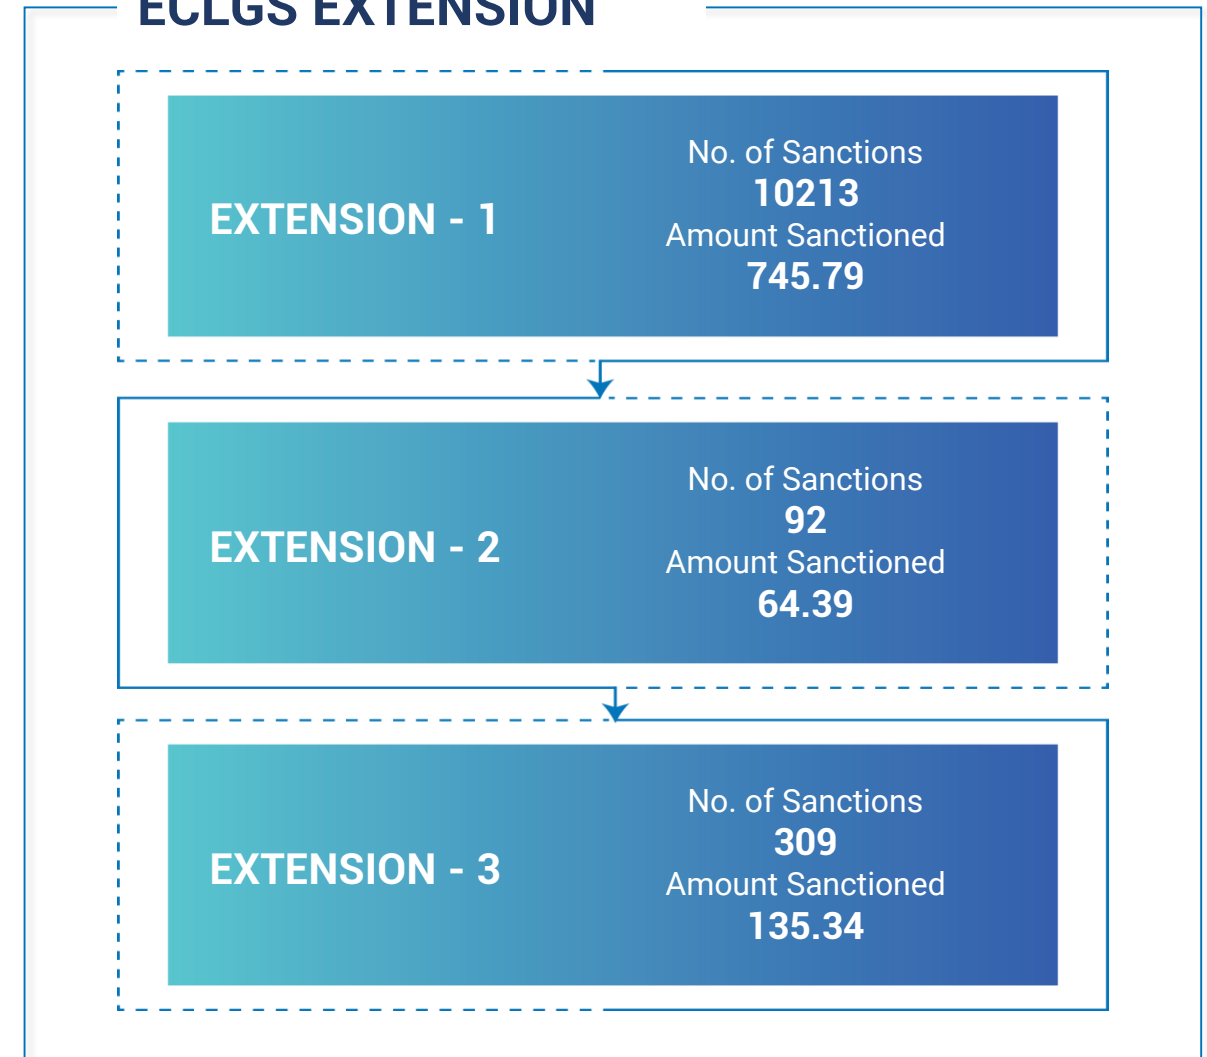 ECLGS EXTENSION
EXTENSION - 1
No. of Sanctions
10213
Amount Sanctioned
745.79
EXTENSION - 2
No. of Sanctions
92
Amount Sanctioned
64.39
EXTENSION - 3
No. of Sanctions
309
Amount Sanctioned
135.34